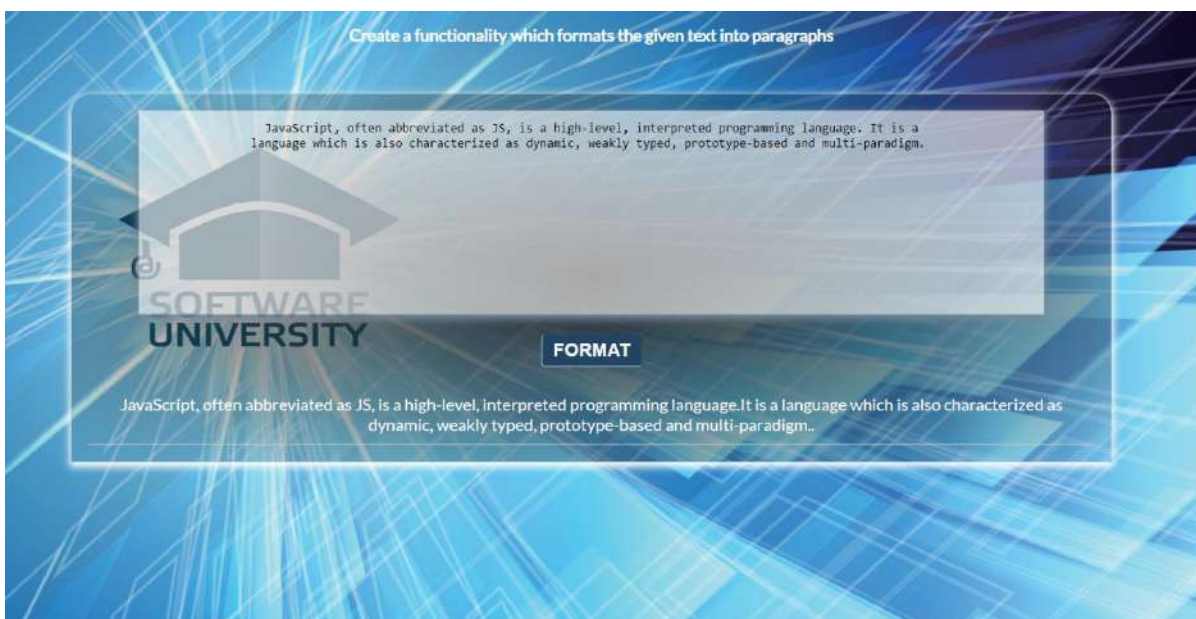 Create a functionality which formats the given text into paragraphs
JavaScript, often abbreviated as JS, is a high-level, interpreted programming language. It is a
language which is also characterized as dynamic, weakly typed, prototype-based and multi-paradigm.
@
SOFTWARE
UNIVERSITY
FORMAT
JavaScript, often abbreviated as JS, is a high-level, interpreted programming language.It is a language which is also characterized as
dynamic, weakly typed, prototype-based and multi-paradigm..